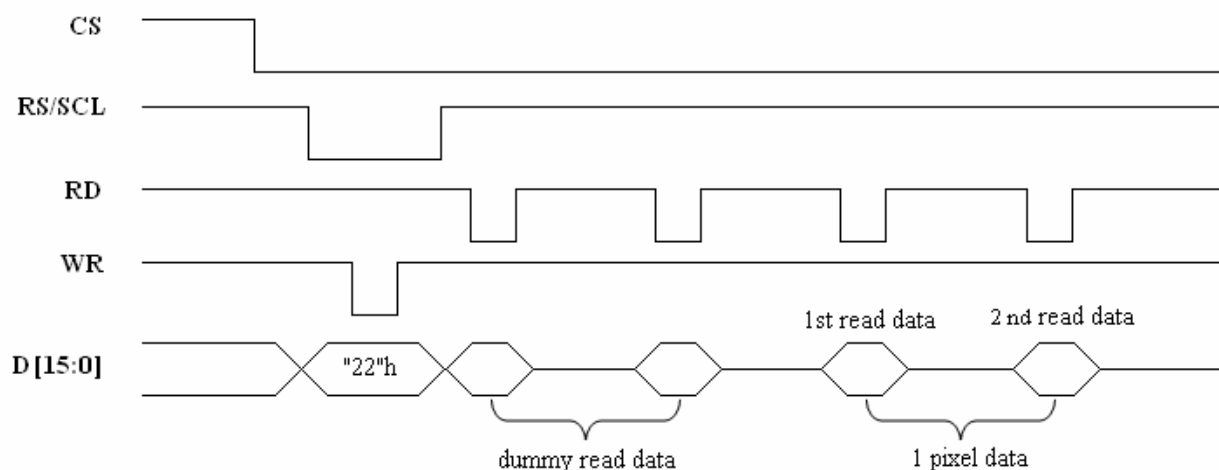 CS
RS/SCL
RD
WR
1st read data
2 nd read data
D[15:0]
"22"h
dummy read data
1 pixel data